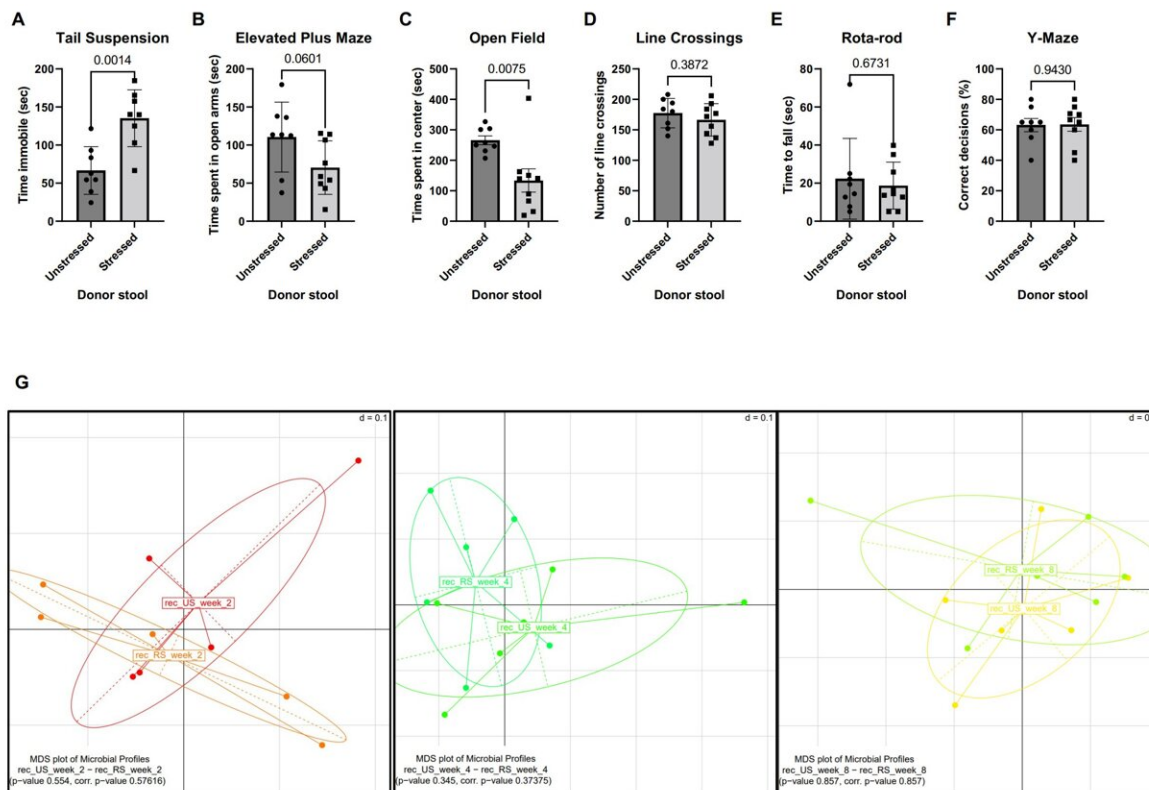 A
Tail Suspension
0.0014
Time immobile (sec)
200
150
100
50
0
Unstressed
Stressed
Donor stool
B
Elevated Plus Maze
0.0601
Time spent in open arms (sec)
200
150
100
50
0
Unstressed
Stressed
Donor stool
C
Open Field
0.0075
Time spent in center (sec)
500
400
300
200
100
0
Unstressed
Stressed
Donor stool
D
Line Crossings
0.3872
Number of line crossings
250
200
150
100
50
0
Unstressed
Stressed
Donor stool
E
Rota-rod
0.6731
Time to fall (sec)
80
60
40
20
0
Unstressed
Stressed
Donor stool
F
Y-Maze
0.9430
Correct decisions (%)
100
80
60
40
20
0
Unstressed
Stressed
Donor stool
G
d = 0.1
rec_US_week_2
rec_RS_week_2
MDS plot of Microbial Profiles
rec_US_week_2 − rec_RS_week_2
(p-value 0.554, corr. p-value 0.57616)
d = 0.1
rec_RS_week_4
rec_US_week_4
MDS plot of Microbial Profiles
rec_US_week_4 − rec_RS_week_4
(p-value 0.345, corr. p-value 0.37375)
d = 0
rec_RS_week_8
rec_US_week_8
MDS plot of Microbial Profiles
rec_US_week_8 − rec_RS_week_8
(p-value 0.857, corr. p-value 0.857)